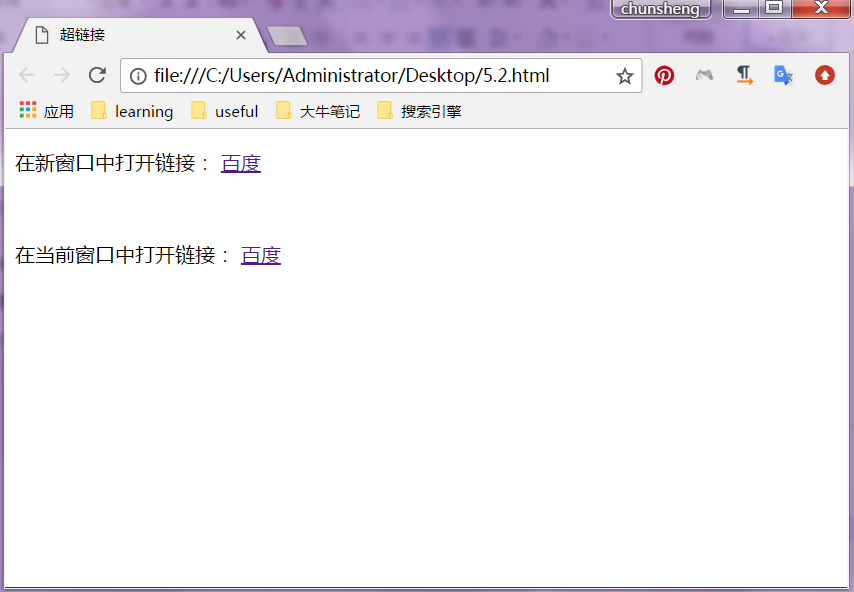 chunsheng
超链接
file:///C:/Users/Administrator/Desktop/5.2.html
应用 learning useful 大牛笔记 搜索引擎
在新窗口中打开链接： 百度
在当前窗口中打开链接： 百度